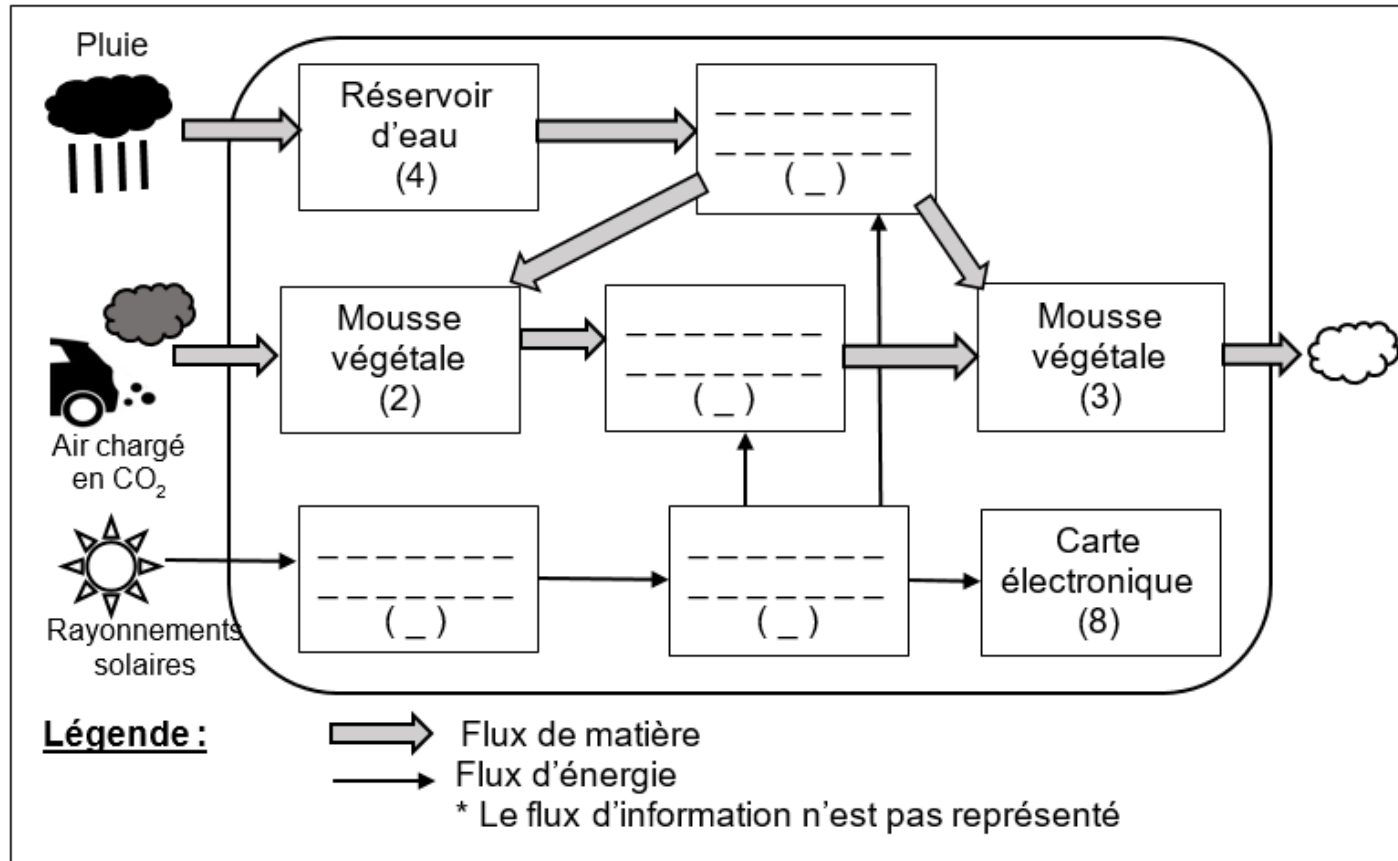 Pluie
Réservoir
d'eau
(4)
_ _ _ _ _ _ _
_ _ _ _ _ _ _
( _ )
Air chargé
en CO₂
Mousse
végétale
(2)
_ _ _ _ _ _ _
_ _ _ _ _ _ _
( _ )
Mousse
végétale
(3)
Rayonnements
solaires
_ _ _ _ _ _ _
_ _ _ _ _ _ _
( _ )
_ _ _ _ _ _ _
_ _ _ _ _ _ _
( _ )
Carte
électronique
(8)
Légende :
Flux de matière
Flux d'énergie
* Le flux d'information n'est pas représenté